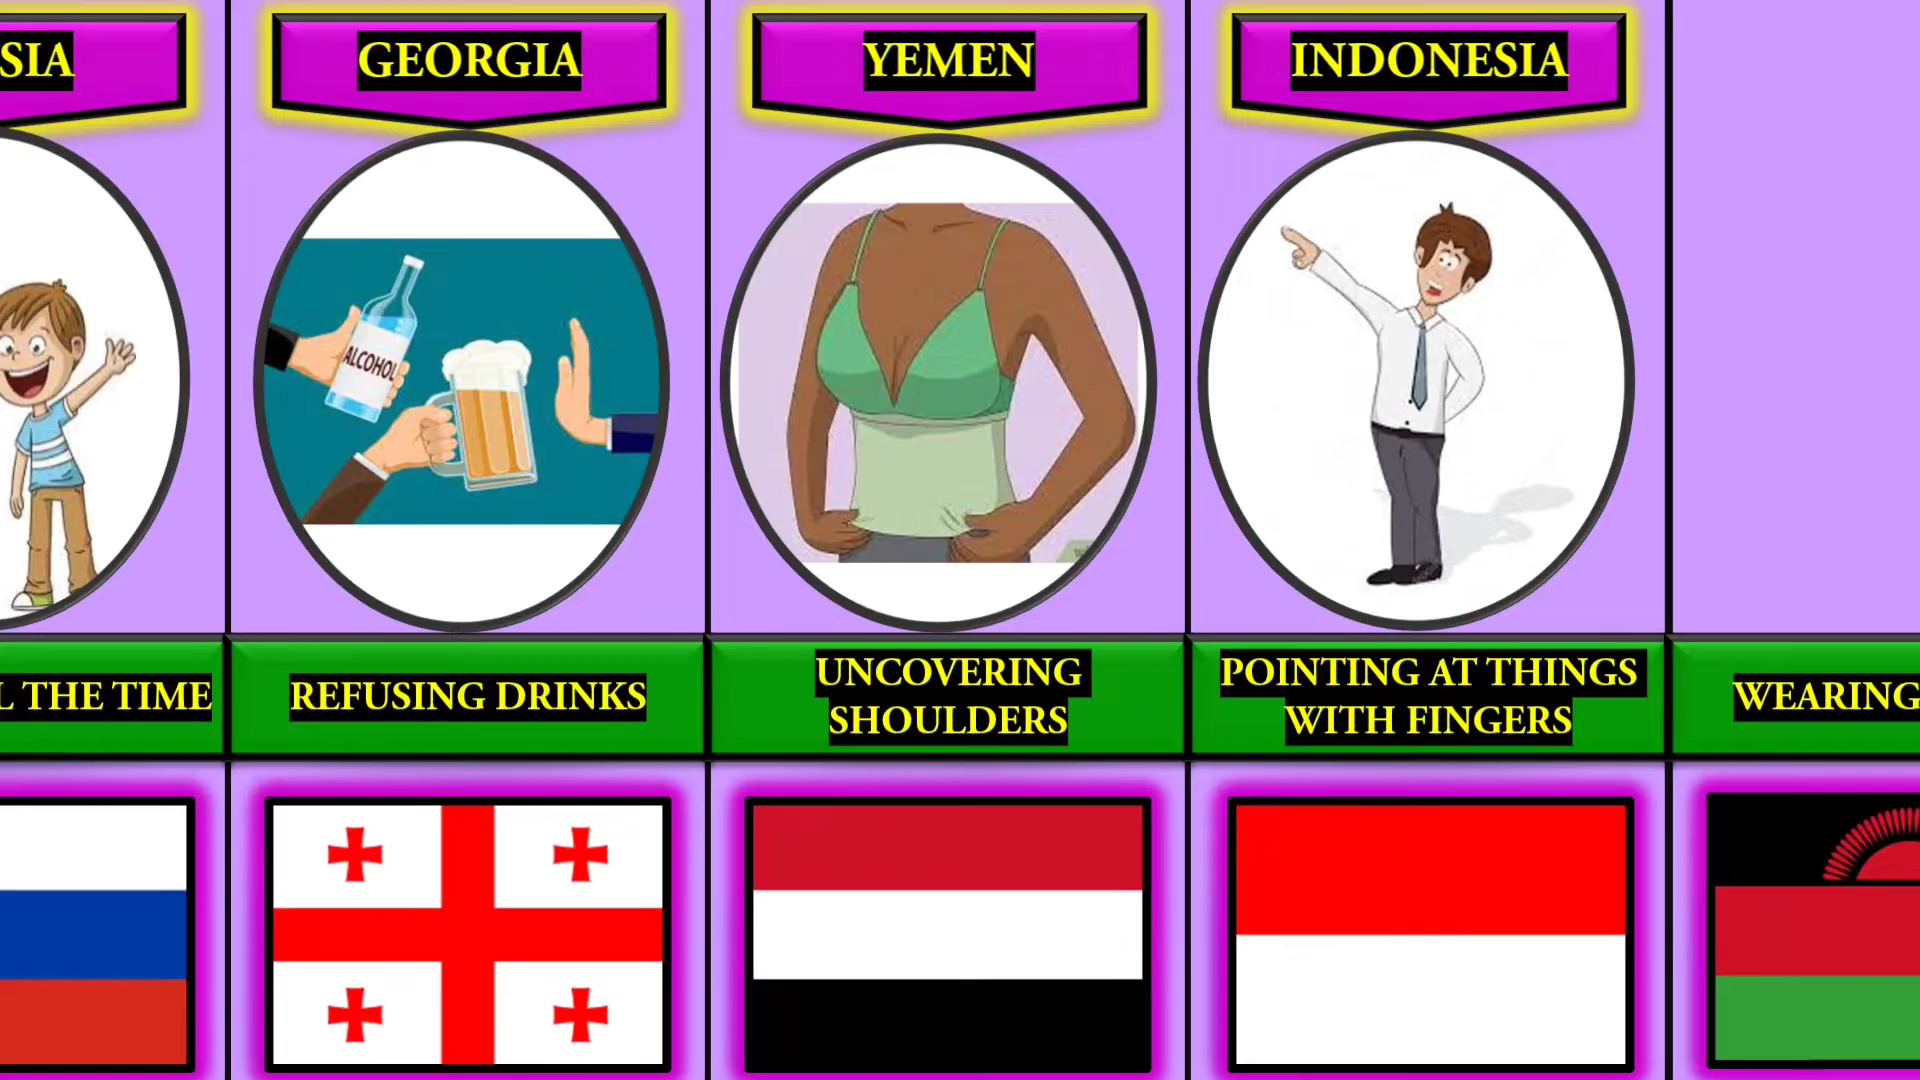 SIA
GEORGIA
YEMEN
INDONESIA
ALCOHOL
L THE TIME
REFUSING DRINKS
UNCOVERING
SHOULDERS
POINTING AT THINGS
WITH FINGERS
WEARING